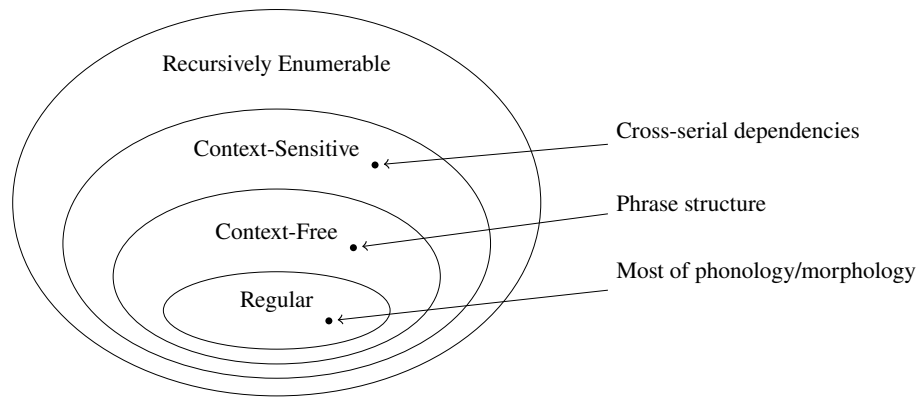 Recursively Enumerable
Cross-serial dependencies
Context-Sensitive
Phrase structure
Context-Free
Most of phonology/morphology
Regular